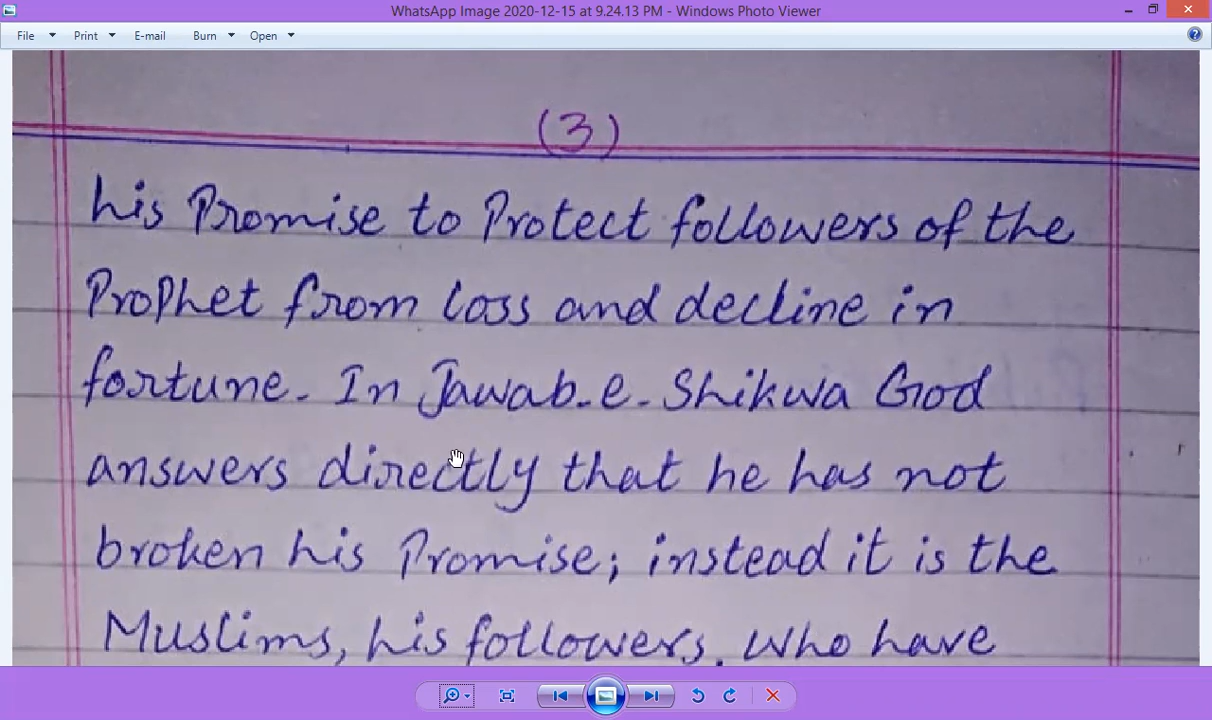 WhatsApp Image 2020-12-15 at 9.24.13 PM - Windows Photo Viewer
File Print E-mail Burn Open
(3)
his Promise to Protect followers of the
Prophet from loss and decline in
fortune. In Jawab-e-Shikwa God
answers directly that he has not
broken his Promise; instead it is the
Muslims, his followers, who have